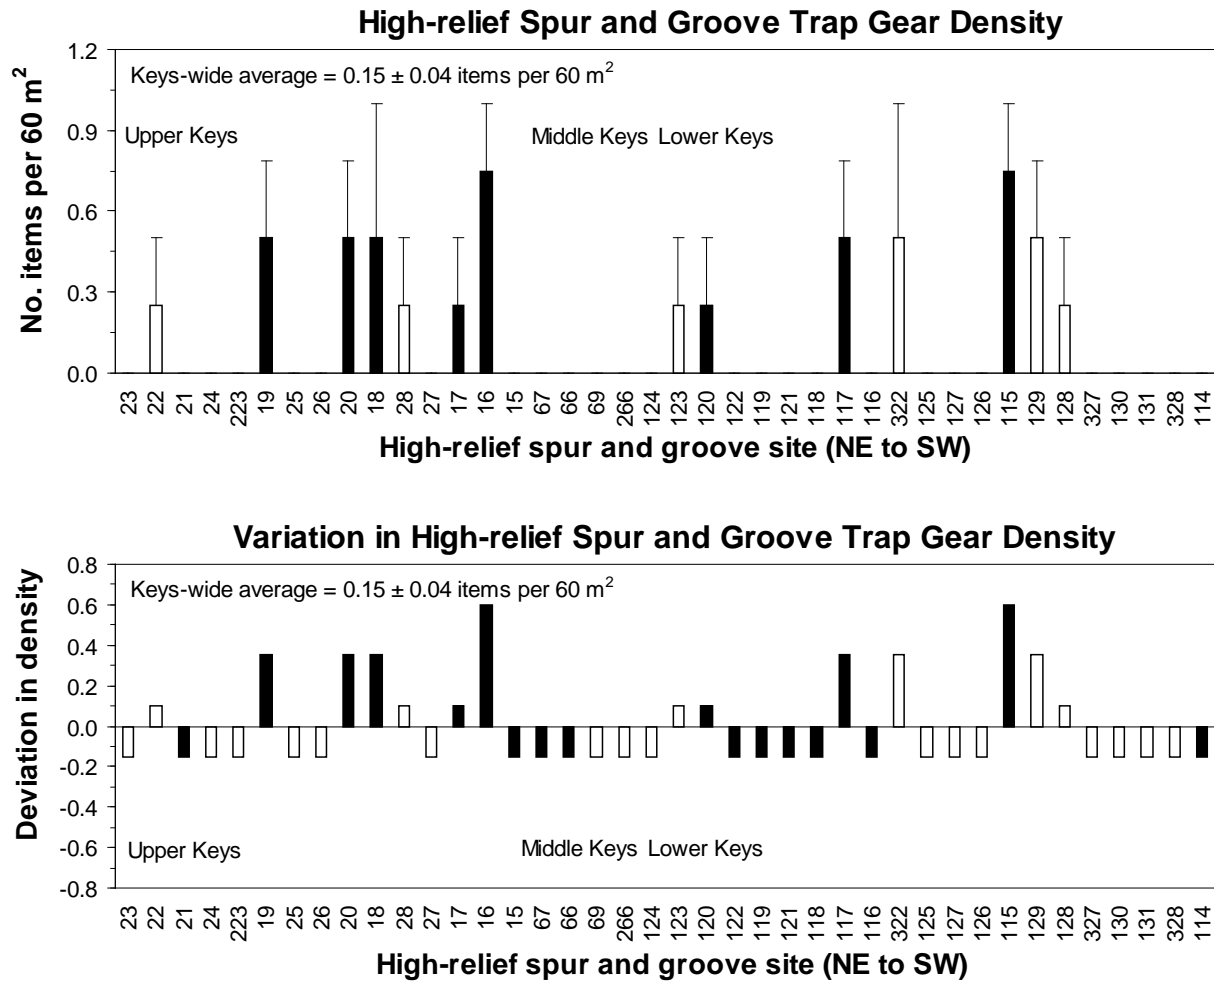 High-relief Spur and Groove Trap Gear Density
No. items per 60 m²
1.2
0.9
0.6
0.3
0.0
Keys-wide average = 0.15 ± 0.04 items per 60 m²
Upper Keys
Middle Keys
Lower Keys
23 22 21 24 223 19 25 26 20 18 28 27 17 16 15 67 66 69 266 124 123 120 122 119 121 118 117 116 322 125 127 126 115 129 128 327 130 131 328 114
High-relief spur and groove site (NE to SW)
Variation in High-relief Spur and Groove Trap Gear Density
Deviation in density
0.8
0.6
0.4
0.2
0.0
-0.2
-0.4
-0.6
-0.8
Keys-wide average = 0.15 ± 0.04 items per 60 m²
Upper Keys
Middle Keys
Lower Keys
23 22 21 24 223 19 25 26 20 18 28 27 17 16 15 67 66 69 266 124 123 120 122 119 121 118 117 116 322 125 127 126 115 129 128 327 130 131 328 114
High-relief spur and groove site (NE to SW)